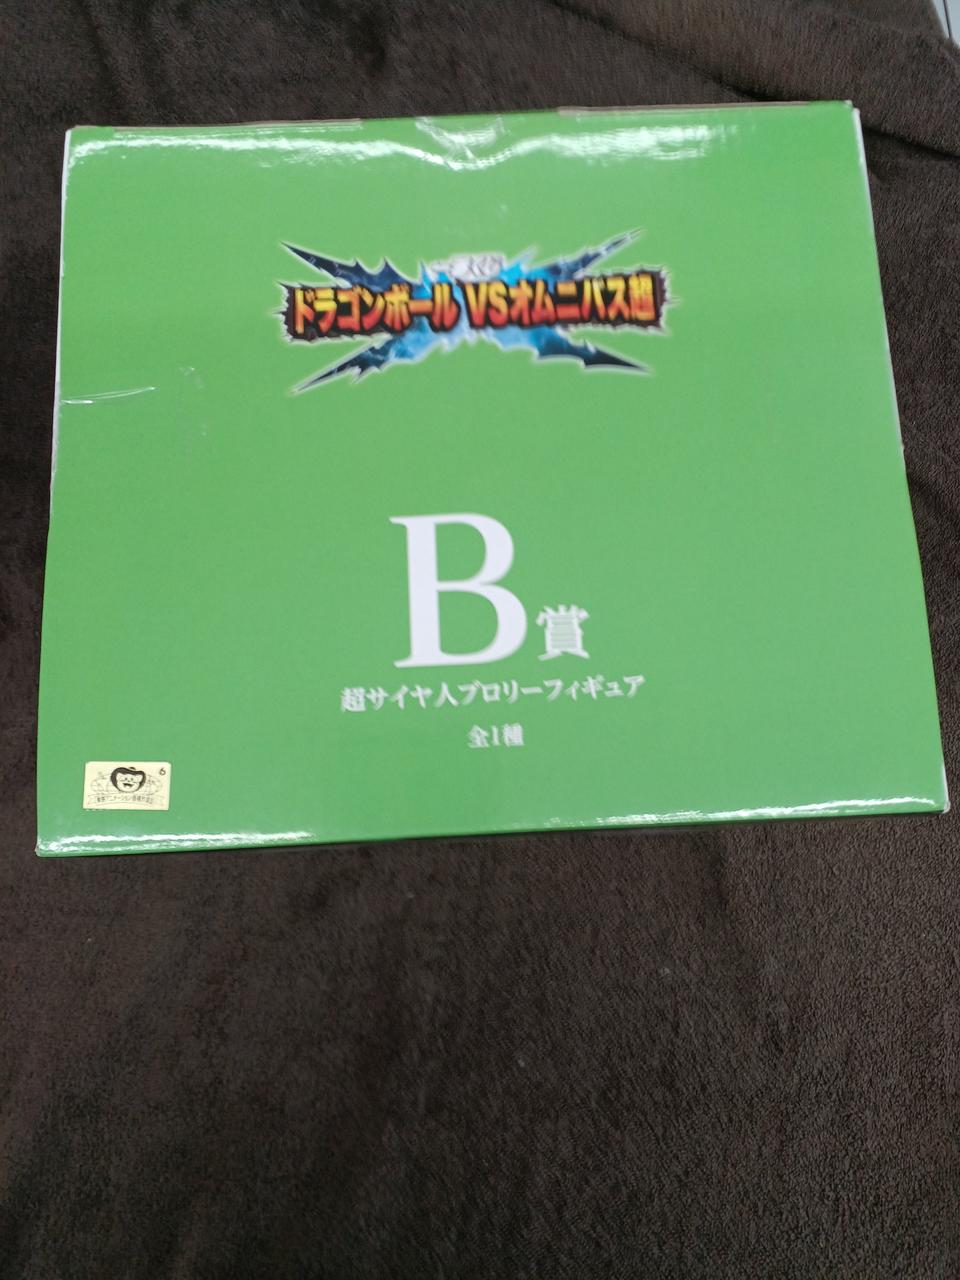 一番くじ
ドラゴンボール VSオムニバス超
B賞
超サイヤ人ブロリーフィギュア
全1種
6